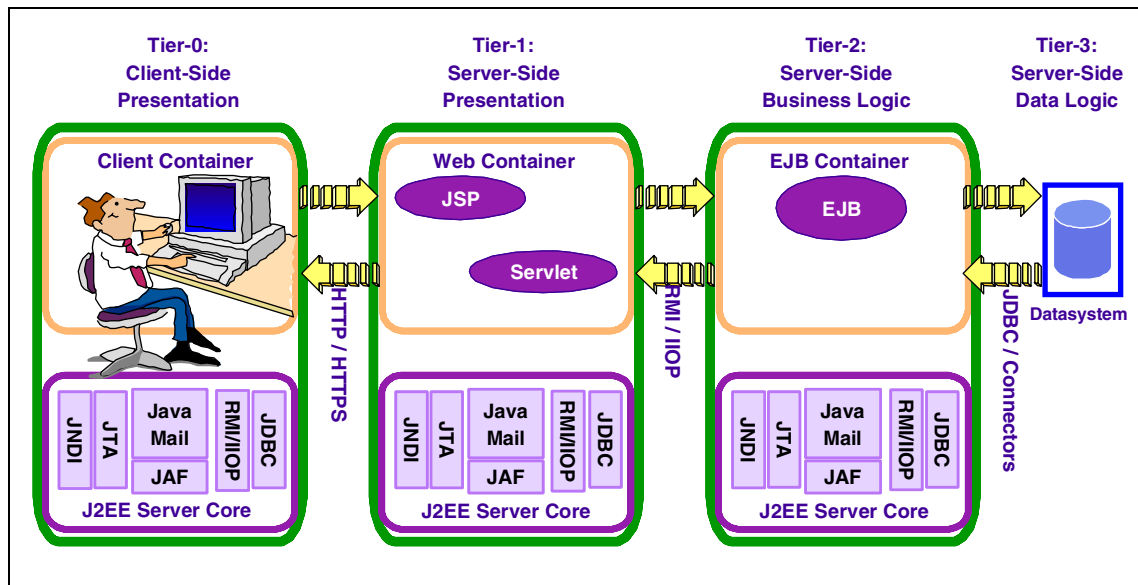 Tier-0:
Client-Side
Presentation
Tier-1:
Server-Side
Presentation
Tier-2:
Server-Side
Business Logic
Tier-3:
Server-Side
Data Logic
Client Container
Web Container
JSP
Servlet
EJB Container
EJB
Datasystem
HTTP / HTTPS
RMI / IIOP
JDBC / Connectors
JNDI
JTA
Java
Mail
JAF
RMI/IIOP
JDBC
J2EE Server Core
JNDI
JTA
Java
Mail
JAF
RMI/IIOP
JDBC
J2EE Server Core
JNDI
JTA
Java
Mail
JAF
RMI/IIOP
JDBC
J2EE Server Core